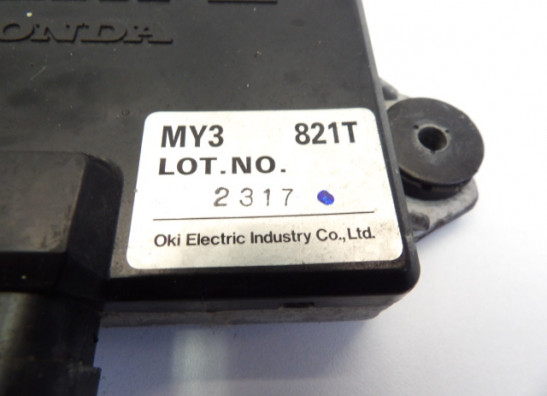 HONDA
MY3 821T
LOT.NO.
2317
Oki Electric Industry Co.,Ltd.